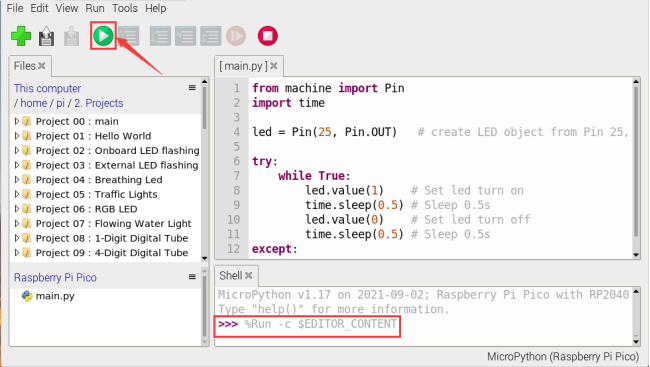 File Edit View Run Tools Help
Files
This computer
/ home / pi / 2. Projects
Project 00 : main
Project 01 : Hello World
Project 02 : Onboard LED flashing
Project 03 : External LED flashing
Project 04 : Breathing Led
Project 05 : Traffic Lights
Project 06 : RGB LED
Project 07 : Flowing Water Light
Project 08 : 1-Digit Digital Tube
Project 09 : 4-Digit Digital Tube
Raspberry Pi Pico
main.py
[ main.py ]
1 from machine import Pin
2 import time
3
4 led = Pin(25, Pin.OUT) # create LED object from Pin 25,
5
6 try:
7 while True:
8 led.value(1) # Set led turn on
9 time.sleep(0.5) # Sleep 0.5s
10 led.value(0) # Set led turn off
11 time.sleep(0.5) # Sleep 0.5s
12 except:
Shell
MicroPython v1.17 on 2021-09-02; Raspberry Pi Pico with RP2040
Type "help()" for more information.
>>> %Run -c $EDITOR_CONTENT
MicroPython (Raspberry Pi Pico)